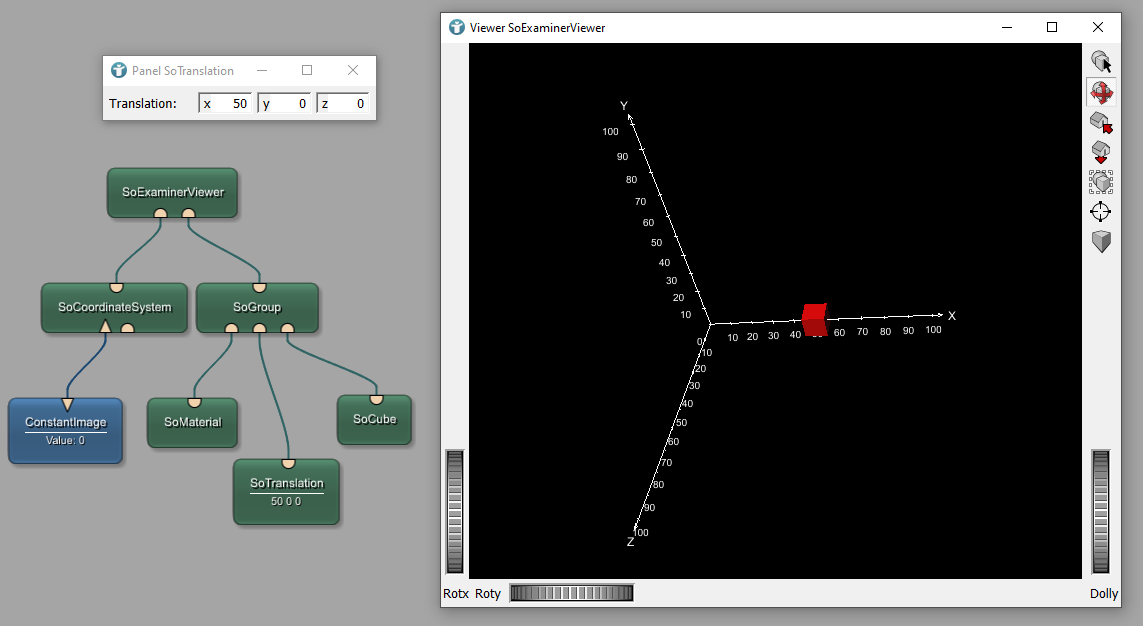 Panel SoTranslation
Translation: x 50 y 0 z 0
SoExaminerViewer
SoCoordinateSystem
SoGroup
ConstantImage
Value: 0
SoMaterial
SoCube
SoTranslation
50 0 0
Viewer SoExaminerViewer
Y
100
90
80
70
60
50
40
30
20
10
0
10 20 30 40 60 70 80 90 100
X
10
20
30
40
50
60
70
80
90
100
Z
Rotx Roty
Dolly